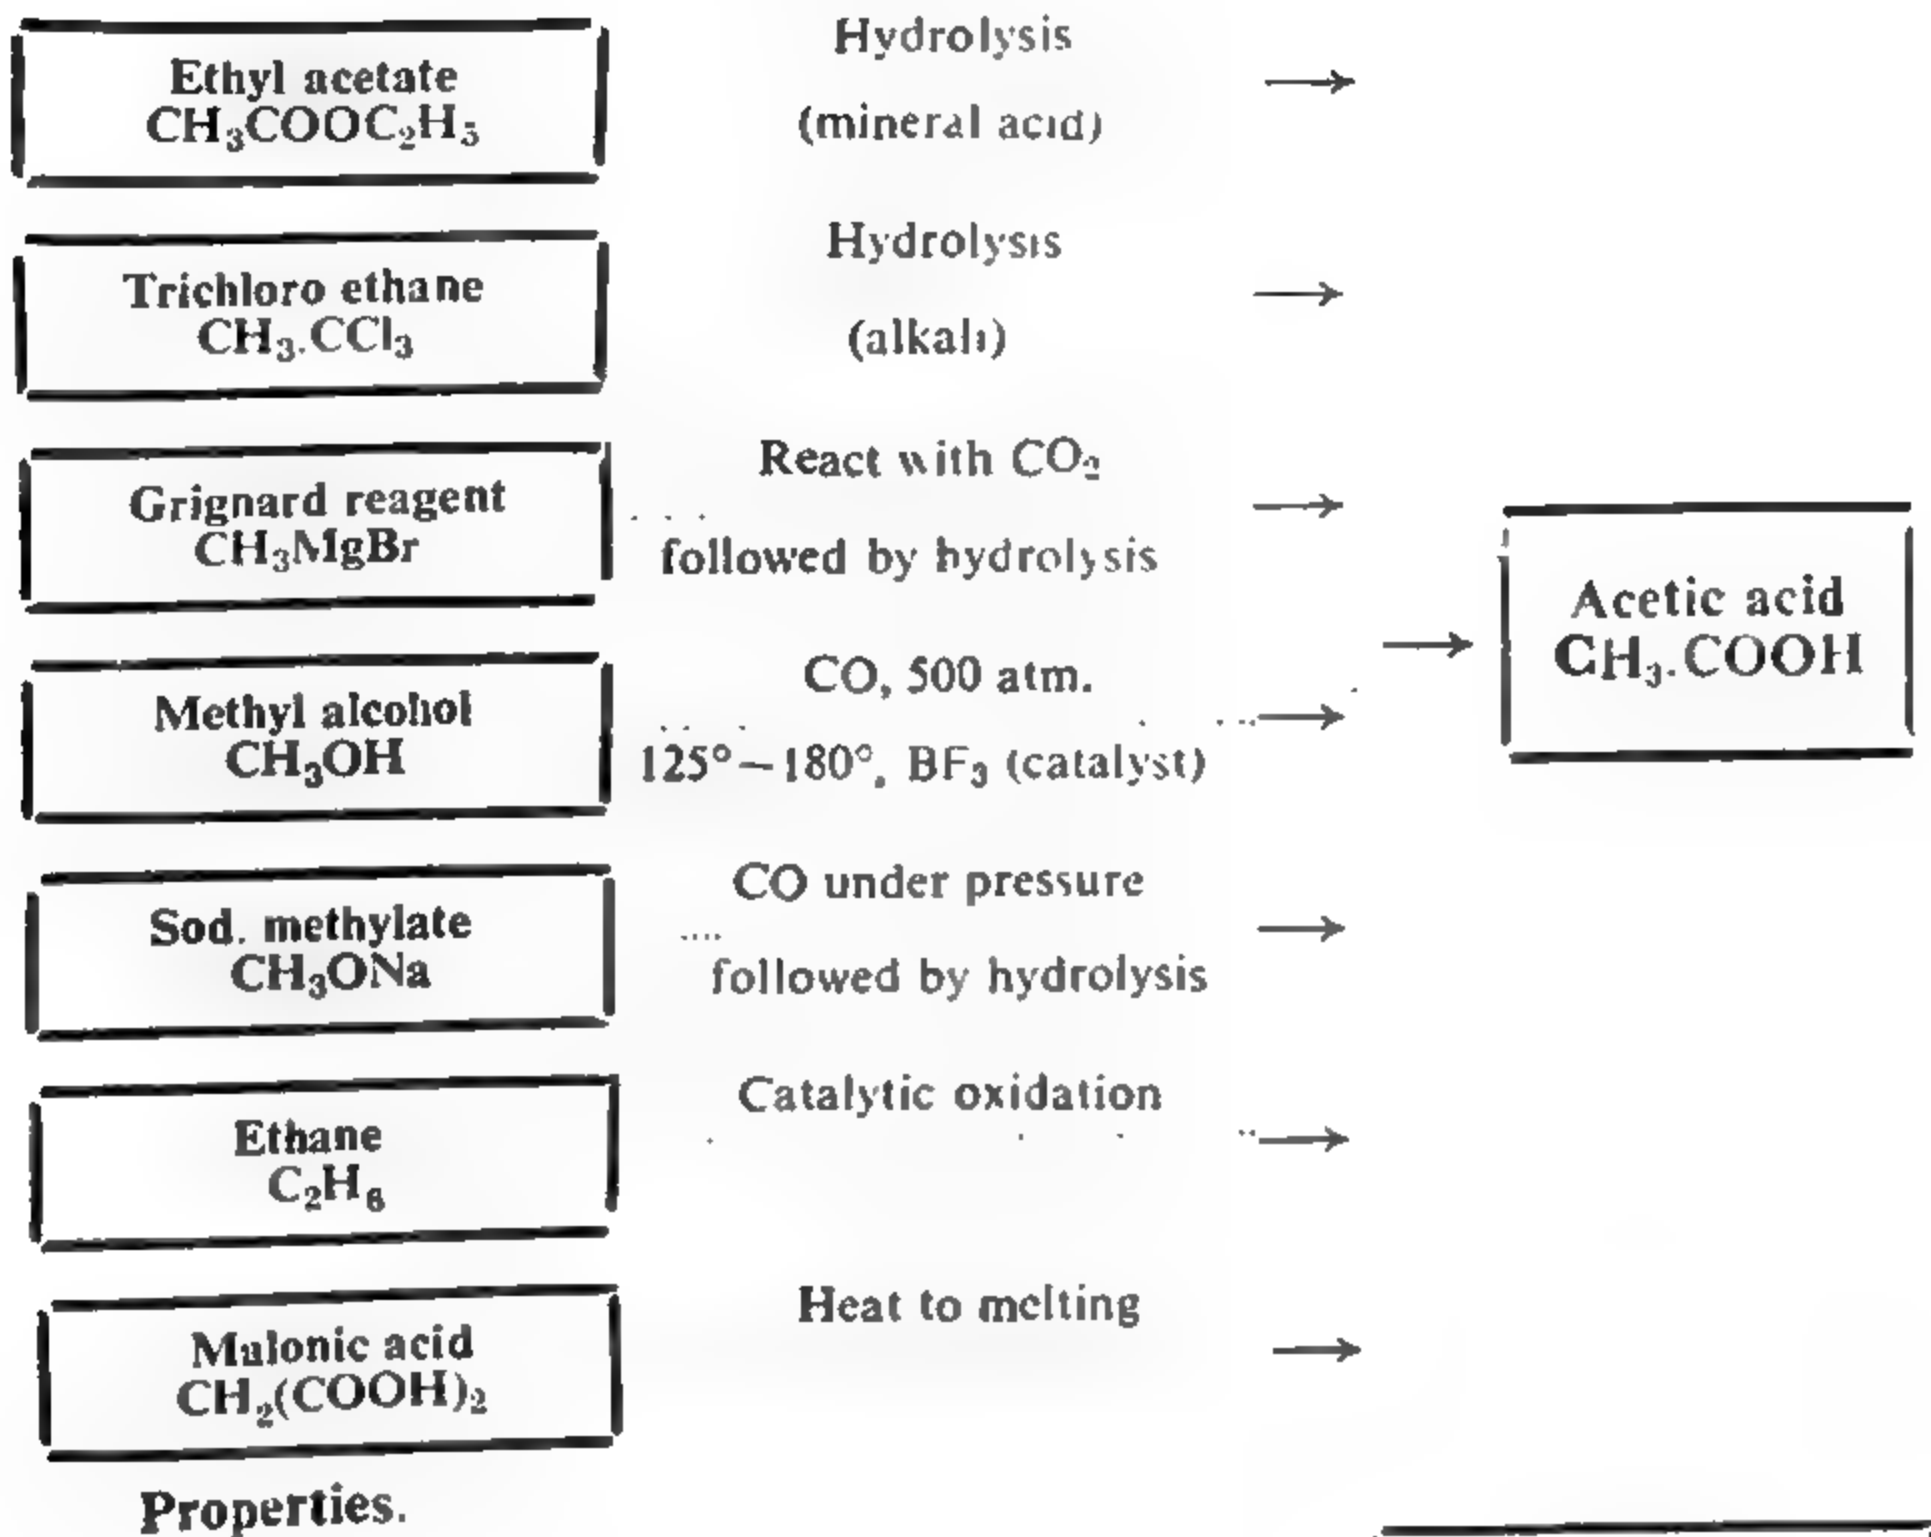 Ethyl acetate
CH₃COOC₂H₅
Hydrolysis
(mineral acid)
→
Trichloro ethane
CH₃.CCl₃
Hydrolysis
(alkali)
→
Grignard reagent
CH₃MgBr
React with CO₂
followed by hydrolysis
→
Methyl alcohol
CH₃OH
CO, 500 atm.
125°–180°, BF₃ (catalyst)
→
→
Acetic acid
CH₃.COOH
Sod. methylate
CH₃ONa
CO under pressure
followed by hydrolysis
→
Ethane
C₂H₆
Catalytic oxidation
→
Malonic acid
CH₂(COOH)₂
Heat to melting
→
Properties.